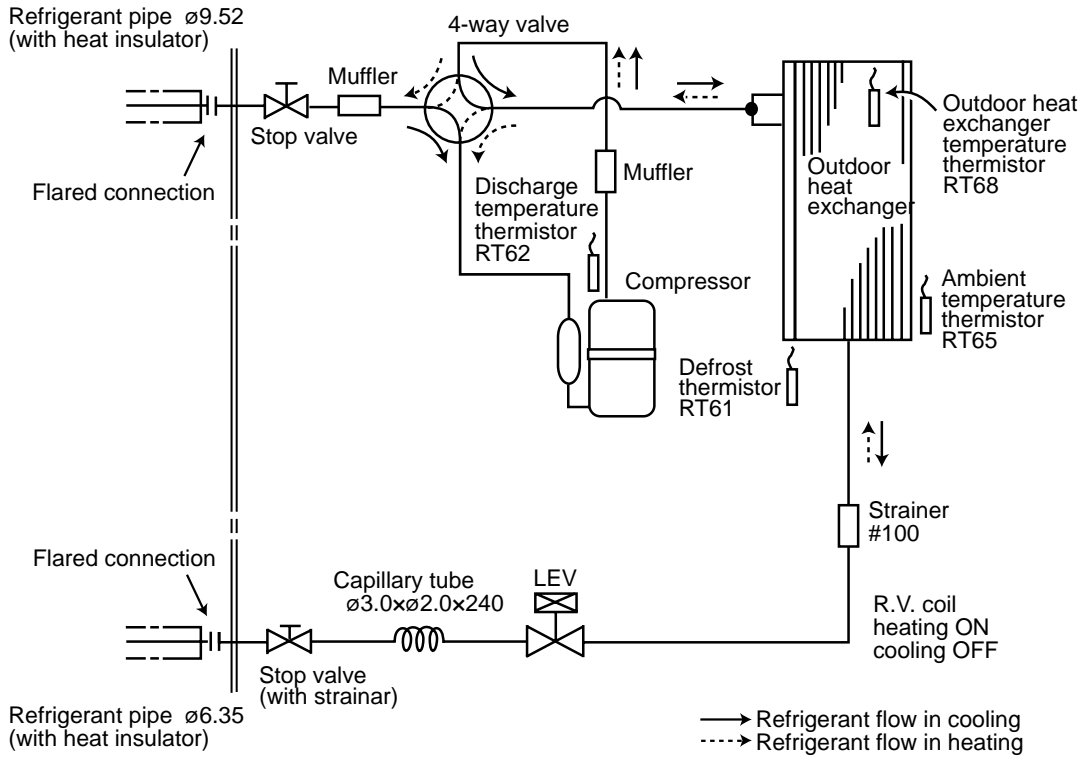 Refrigerant pipe ø9.52
(with heat insulator)
4-way valve
Muffler
Stop valve
Flared connection
Outdoor heat
exchanger
temperature
thermistor
RT68
Outdoor
heat
exchanger
Muffler
Discharge
temperature
thermistor
RT62
Compressor
Ambient
temperature
thermistor
RT65
Defrost
thermistor
RT61
Strainer
#100
Flared connection
Capillary tube
ø3.0×ø2.0×240
LEV
R.V. coil
heating ON
cooling OFF
Stop valve
(with strainar)
Refrigerant pipe ø6.35
(with heat insulator)
Refrigerant flow in cooling
Refrigerant flow in heating